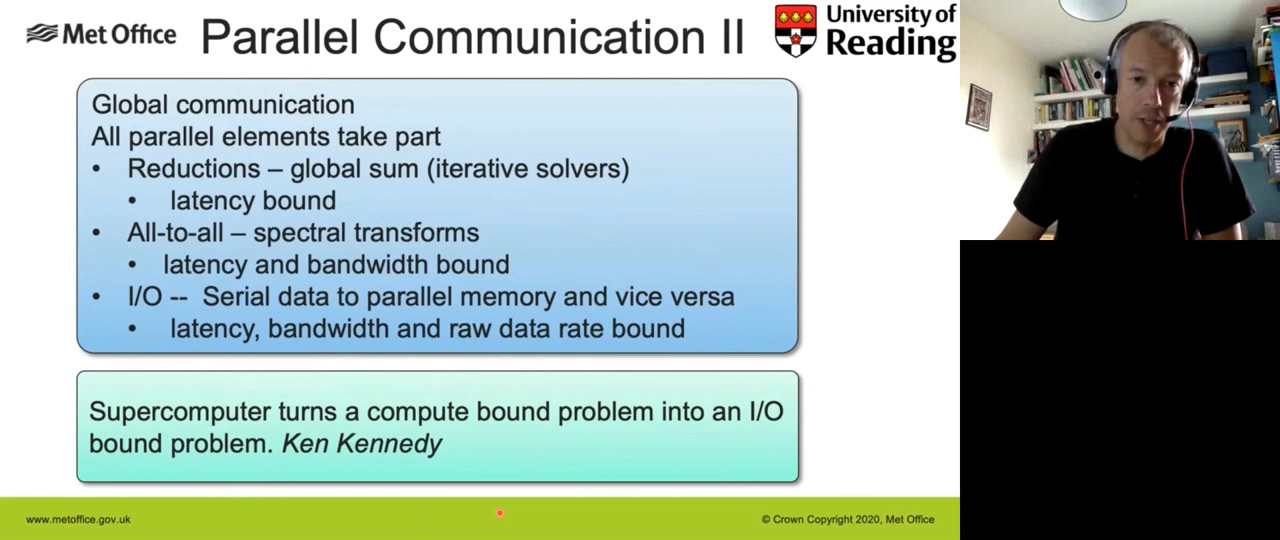 Met Office
Parallel Communication II
University of
Reading
Global communication
All parallel elements take part
• Reductions – global sum (iterative solvers)
• latency bound
• All-to-all – spectral transforms
• latency and bandwidth bound
• I/O -- Serial data to parallel memory and vice versa
• latency, bandwidth and raw data rate bound
Supercomputer turns a compute bound problem into an I/O
bound problem. Ken Kennedy
www.metoffice.gov.uk
© Crown Copyright 2020, Met Office